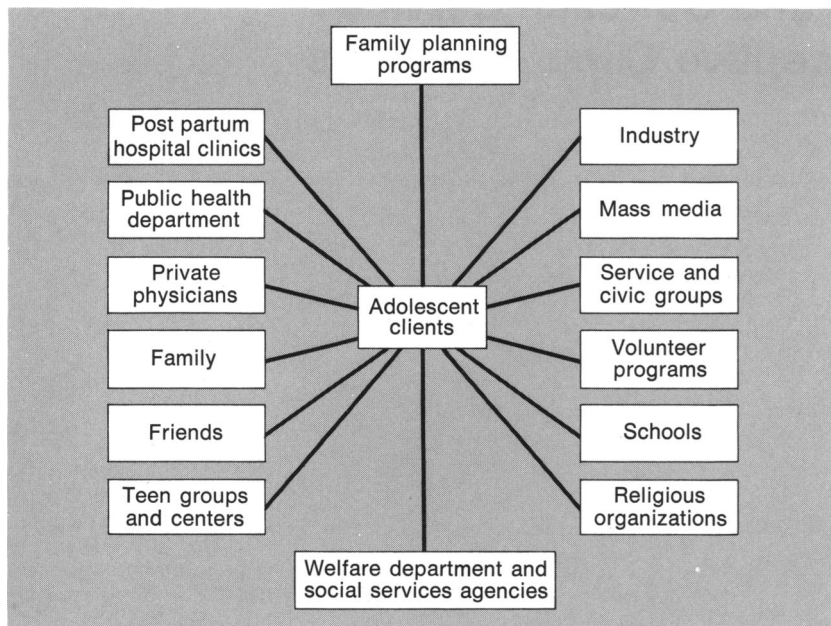 Family planning
programs
Post partum
hospital clinics
Public health
department
Private
physicians
Family
Friends
Teen groups
and centers
Adolescent
clients
Industry
Mass media
Service and
civic groups
Volunteer
programs
Schools
Religious
organizations
Welfare department and
social services agencies